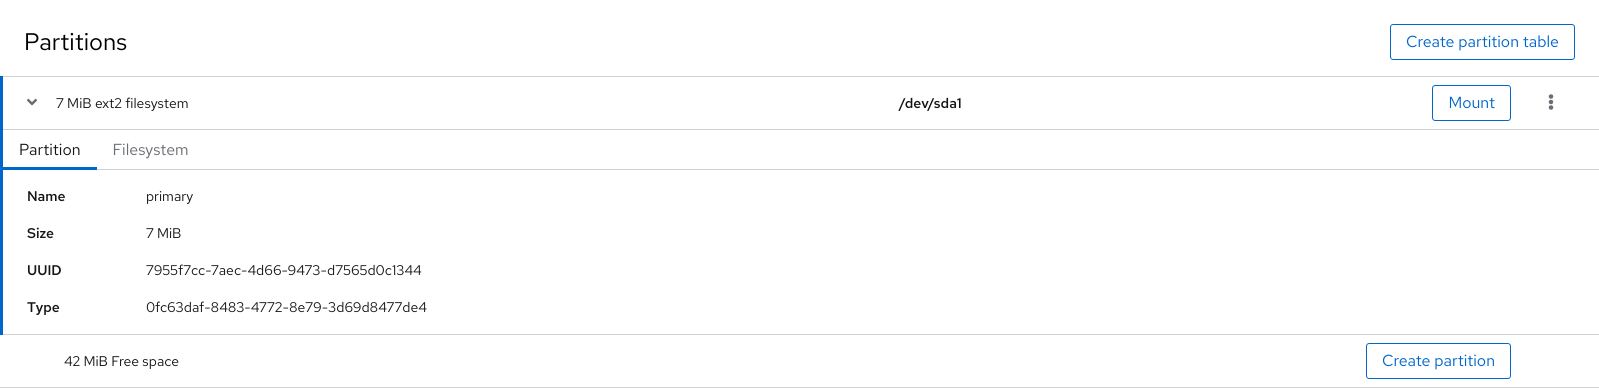 Partitions
Create partition table
7 MiB ext2 filesystem /dev/sda1 Mount
Partition Filesystem
Name primary
Size 7 MiB
UUID 7955f7cc-7aec-4d66-9473-d7565d0c1344
Type 0fc63daf-8483-4772-8e79-3d69d8477de4
42 MiB Free space Create partition